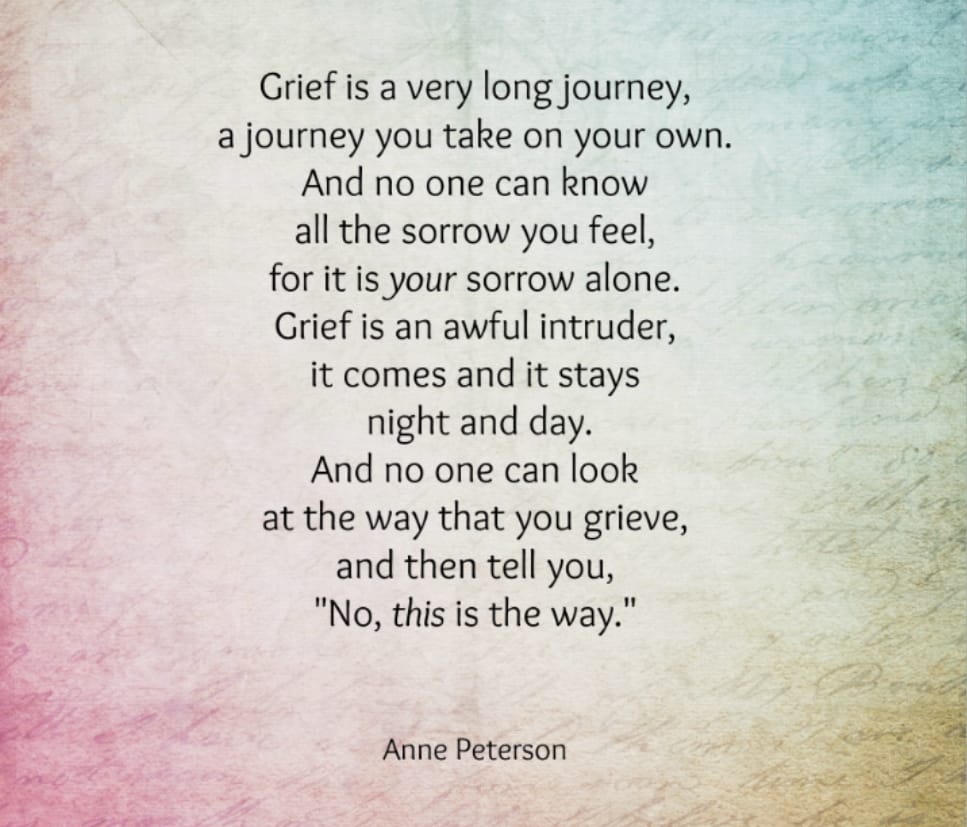 Grief is a very long journey,
a journey you take on your own.
And no one can know
all the sorrow you feel,
for it is your sorrow alone.
Grief is an awful intruder,
it comes and it stays
night and day.
And no one can look
at the way that you grieve,
and then tell you,
"No, this is the way."
Anne Peterson